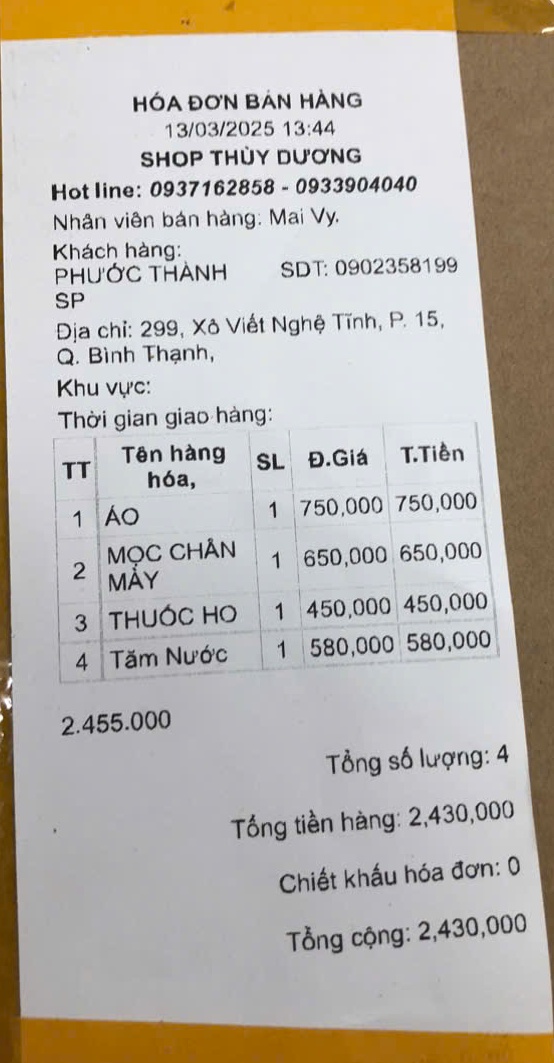 HÓA ĐƠN BÁN HÀNG
13/03/2025 13:44
SHOP THÙY DƯƠNG
Hot line: 0937162858 - 0933904040
Nhân viên bán hàng: Mai Vy.
Khách hàng:
PHƯỚC THÀNH SDT: 0902358199
SP
Địa chỉ: 299, Xô Viết Nghệ Tĩnh, P. 15,
Q. Bình Thạnh,
Khu vực:
Thời gian giao hàng:
TT Tên hàng hóa, SL Đ.Giá T.Tiền
1 ÁO 1 750,000 750,000
2 MỌC CHÂN MÀY 1 650,000 650,000
3 THUỐC HO 1 450,000 450,000
4 Tăm Nước 1 580,000 580,000
2.455.000
Tổng số lượng: 4
Tổng tiền hàng: 2,430,000
Chiết khấu hóa đơn: 0
Tổng cộng: 2,430,000